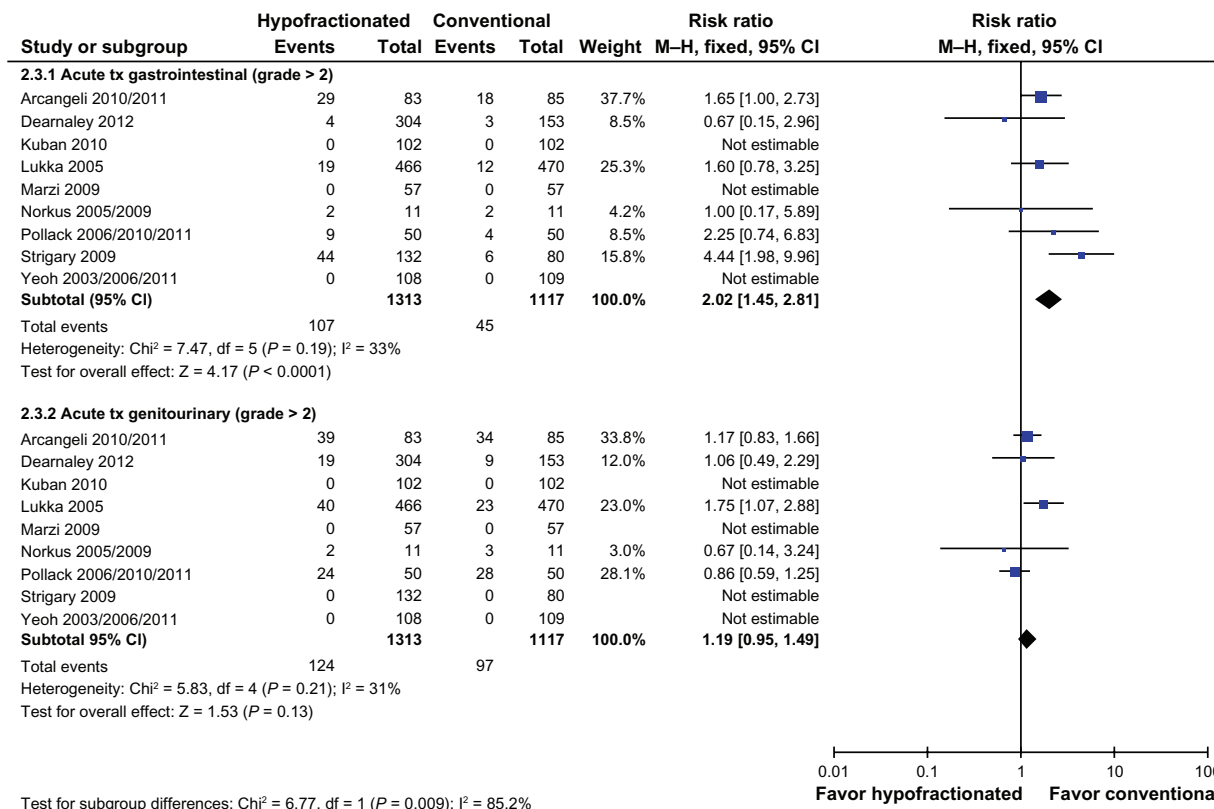 Hypofractionated Conventional Risk ratio Risk ratio
Study or subgroup Events Total Events Total Weight M–H, fixed, 95% CI M–H, fixed, 95% CI
2.3.1 Acute tx gastrointestinal (grade > 2)
Arcangeli 2010/2011 29 83 18 85 37.7% 1.65 [1.00, 2.73]
Dearnaley 2012 4 304 3 153 8.5% 0.67 [0.15, 2.96]
Kuban 2010 0 102 0 102 Not estimable
Lukka 2005 19 466 12 470 25.3% 1.60 [0.78, 3.25]
Marzi 2009 0 57 0 57 Not estimable
Norkus 2005/2009 2 11 2 11 4.2% 1.00 [0.17, 5.89]
Pollack 2006/2010/2011 9 50 4 50 8.5% 2.25 [0.74, 6.83]
Strigary 2009 44 132 6 80 15.8% 4.44 [1.98, 9.96]
Yeoh 2003/2006/2011 0 108 0 109 Not estimable
Subtotal (95% CI) 1313 1117 100.0% 2.02 [1.45, 2.81]
Total events 107 45
Heterogeneity: Chi² = 7.47, df = 5 (P = 0.19); I² = 33%
Test for overall effect: Z = 4.17 (P < 0.0001)
2.3.2 Acute tx genitourinary (grade > 2)
Arcangeli 2010/2011 39 83 34 85 33.8% 1.17 [0.83, 1.66]
Dearnaley 2012 19 304 9 153 12.0% 1.06 [0.49, 2.29]
Kuban 2010 0 102 0 102 Not estimable
Lukka 2005 40 466 23 470 23.0% 1.75 [1.07, 2.88]
Marzi 2009 0 57 0 57 Not estimable
Norkus 2005/2009 2 11 3 11 3.0% 0.67 [0.14, 3.24]
Pollack 2006/2010/2011 24 50 28 50 28.1% 0.86 [0.59, 1.25]
Strigary 2009 0 132 0 80 Not estimable
Yeoh 2003/2006/2011 0 108 0 109 Not estimable
Subtotal 95% CI) 1313 1117 100.0% 1.19 [0.95, 1.49]
Total events 124 97
Heterogeneity: Chi² = 5.83, df = 4 (P = 0.21); I² = 31%
Test for overall effect: Z = 1.53 (P = 0.13)
0.01 0.1 1 10
Favor hypofractionated Favor
Test for subgroup differences: Chi² = 6.77, df = 1 (P = 0.009); I² = 85.2%